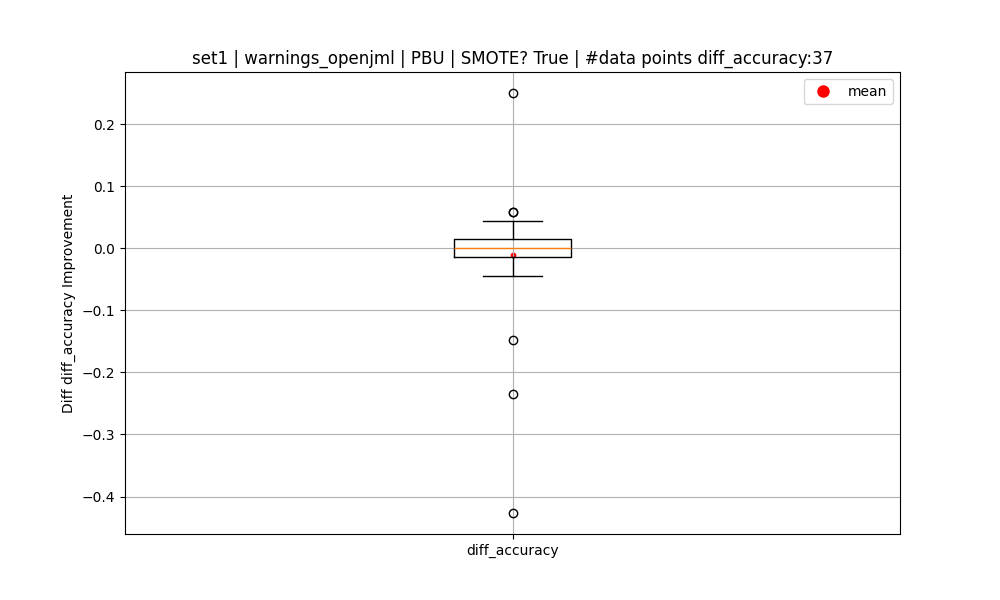 set1 | warnings_openjml | PBU | SMOTE? True | #data points diff_accuracy:37
mean
0.2
0.1
0.0
−0.1
−0.2
−0.3
−0.4
Diff diff_accuracy Improvement
diff_accuracy